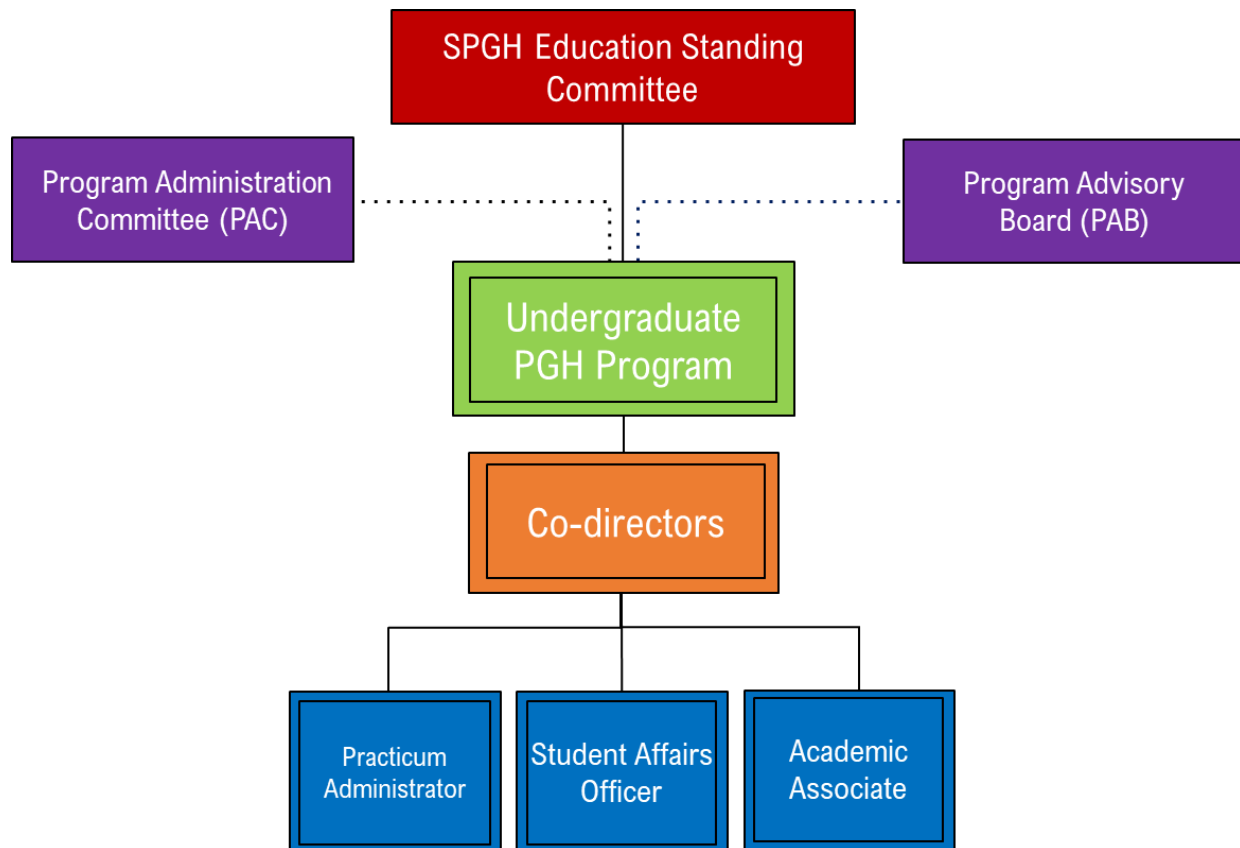 SPGH Education Standing
Committee
Program Administration
Committee (PAC)
Program Advisory
Board (PAB)
Undergraduate
PGH Program
Co-directors
Practicum
Administrator
Student Affairs
Officer
Academic
Associate